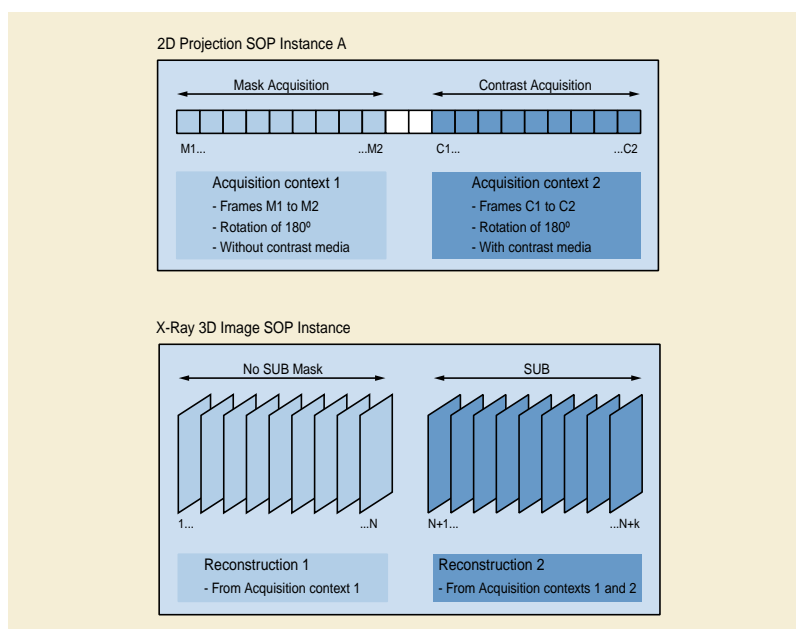 2D Projection SOP Instance A
Mask Acquisition
Contrast Acquisition
M1...
...M2
C1...
...C2
Acquisition context 1
- Frames M1 to M2
- Rotation of 180º
- Without contrast media
Acquisition context 2
- Frames C1 to C2
- Rotation of 180º
- With contrast media
X-Ray 3D Image SOP Instance
No SUB Mask
SUB
1...
...N
N+1...
...N+k
Reconstruction 1
- From Acquisition context 1
Reconstruction 2
- From Acquisition contexts 1 and 2